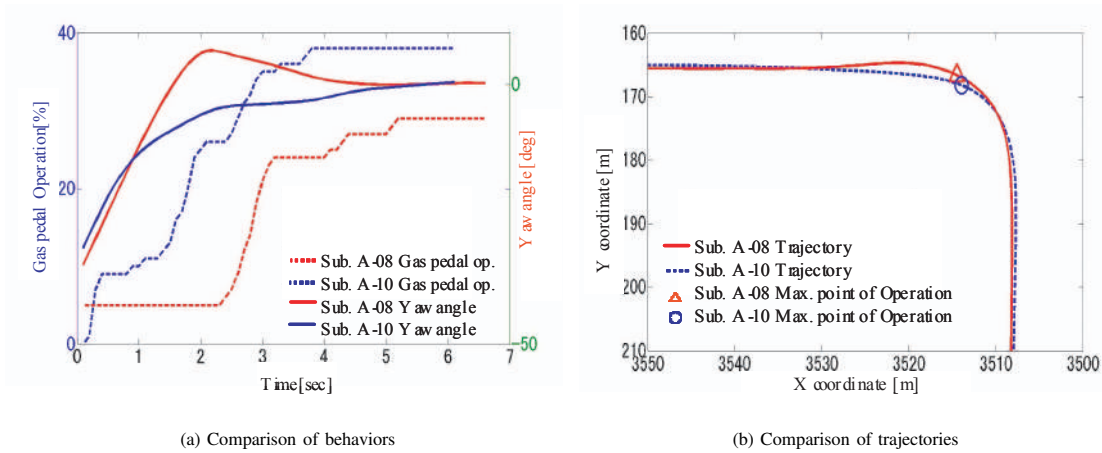 40
20
0
Gas pedal Operation[%]
0
-50
Yaw angle [deg]
Sub. A-08 Gas pedal op.
Sub. A-10 Gas pedal op.
Sub. A-08 Yaw angle
Sub. A-10 Yaw angle
0 1 2 3 4 5 6 7
Time[sec]
(a) Comparison of behaviors
160
170
180
190
200
210
Y coordinate [m]
Sub. A-08 Trajectory
Sub. A-10 Trajectory
Sub. A-08 Max. point of Operation
Sub. A-10 Max. point of Operation
3550 3540 3530 3520 3510 3500
X coordinate [m]
(b) Comparison of trajectories